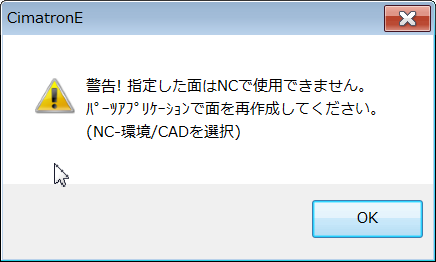 CimatronE
警告! 指定した面はNCで使用できません。
ﾊﾟｰﾂｱﾌﾟﾘｹｰｼｮﾝで面を再作成してください。
(NC-環境/CADを選択)
OK